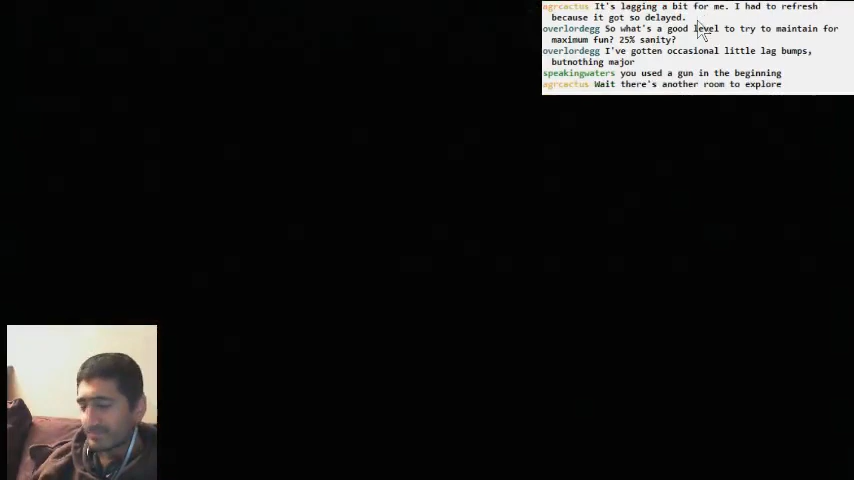 agrcactus It's lagging a bit for me. I had to refresh
because it got so delayed.
overlordegg So what's a good level to try to maintain for
maximum fun? 25% sanity?
overlordegg I've gotten occasional little lag bumps,
butnothing major
speakingwaters you used a gun in the beginning
agrcactus Wait there's another room to explore